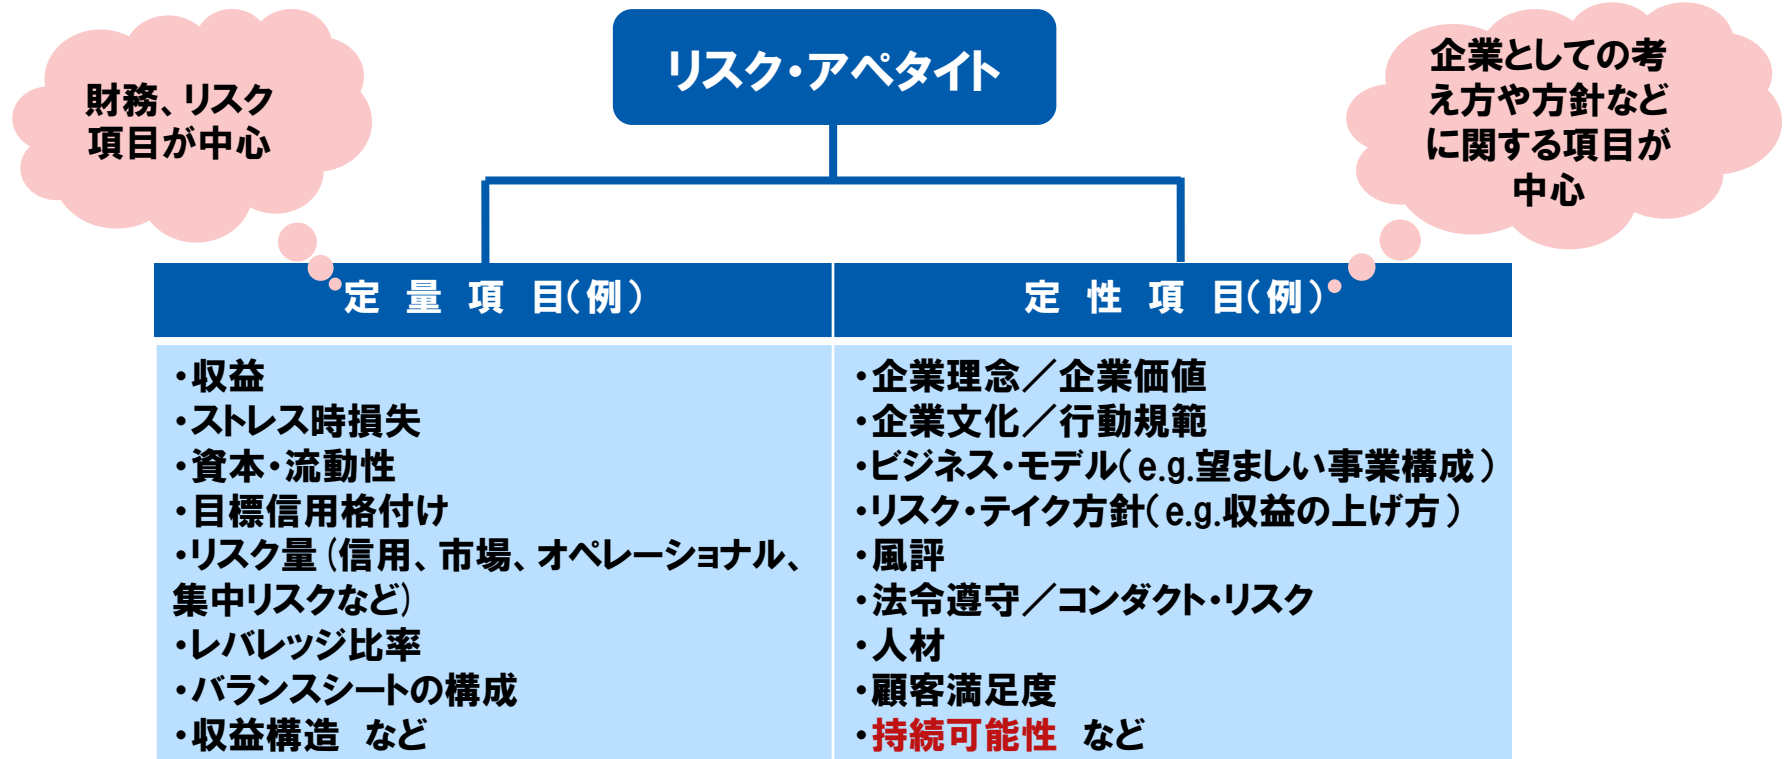 リスク・アペタイト
財務、リスク
項目が中心
企業としての考
え方や方針など
に関する項目が
中心
定 量 項 目(例)
・収益
・ストレス時損失
・資本・流動性
・目標信用格付け
・リスク量(信用、市場、オペレーショナル、
集中リスクなど)
・レバレッジ比率
・バランスシートの構成
・収益構造 など
定 性 項 目(例)
・企業理念/企業価値
・企業文化/行動規範
・ビジネス・モデル(e.g.望ましい事業構成)
・リスク・テイク方針(e.g.収益の上げ方)
・風評
・法令遵守/コンダクト・リスク
・人材
・顧客満足度
・持続可能性 など